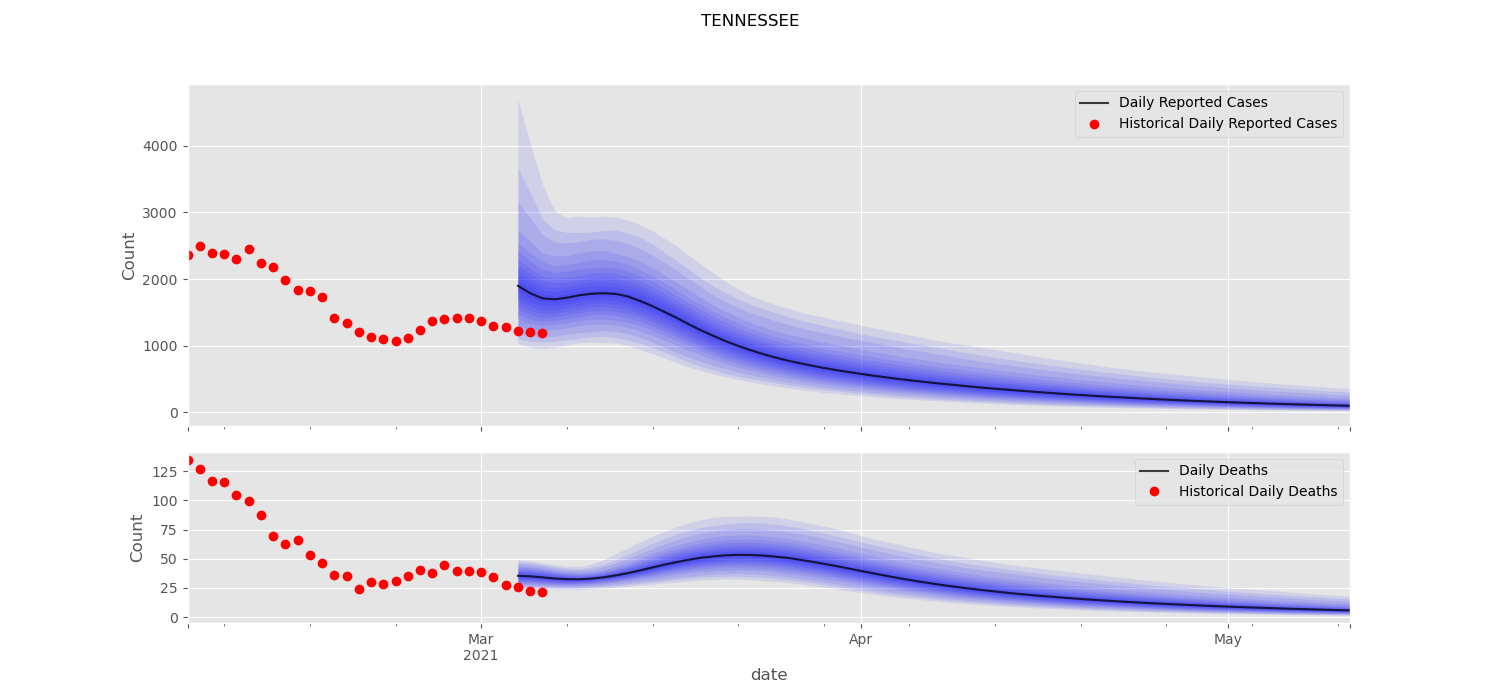 TENNESSEE
Count
4000
3000
2000
1000
0
Daily Reported Cases
Historical Daily Reported Cases
Count
125
100
75
50
25
0
Daily Deaths
Historical Daily Deaths
Mar
2021
Apr
May
date